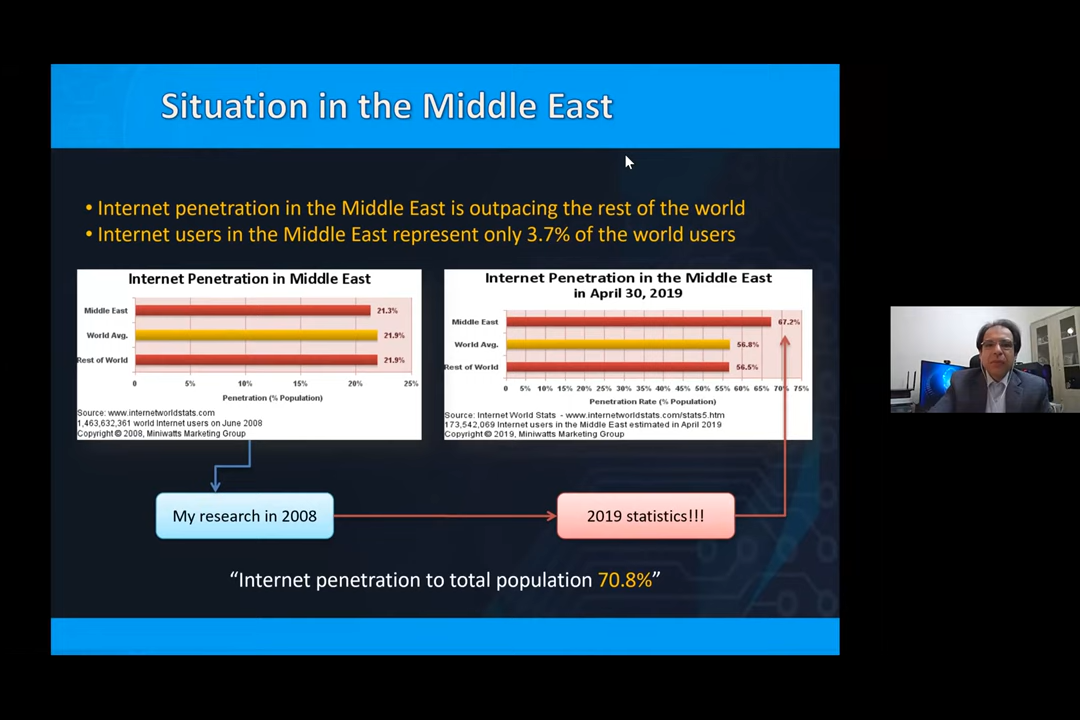 Situation in the Middle East
• Internet penetration in the Middle East is outpacing the rest of the world
• Internet users in the Middle East represent only 3.7% of the world users
Internet Penetration in Middle East
Middle East 21.3%
World Avg. 21.9%
Rest of World 21.9%
0 5% 10% 15% 20% 25%
Penetration (% Population)
Source: www.internetworldstats.com
1,463,632,361 world Internet users on June 2008
Copyright © 2008, Miniwatts Marketing Group
Internet Penetration in the Middle East
in April 30, 2019
Middle East 67.2%
World Avg. 56.8%
Rest of World 56.5%
0 5% 10% 15% 20% 25% 30% 35% 40% 45% 50% 55% 60% 65% 70% 75%
Penetration Rate (% Population)
Source: Internet World Stats - www.internetworldstats.com/stats5.htm
173,542,069 Internet users in the Middle East estimated in April 2019
Copyright © 2019, Miniwatts Marketing Group
My research in 2008
2019 statistics!!!
“Internet penetration to total population 70.8%”